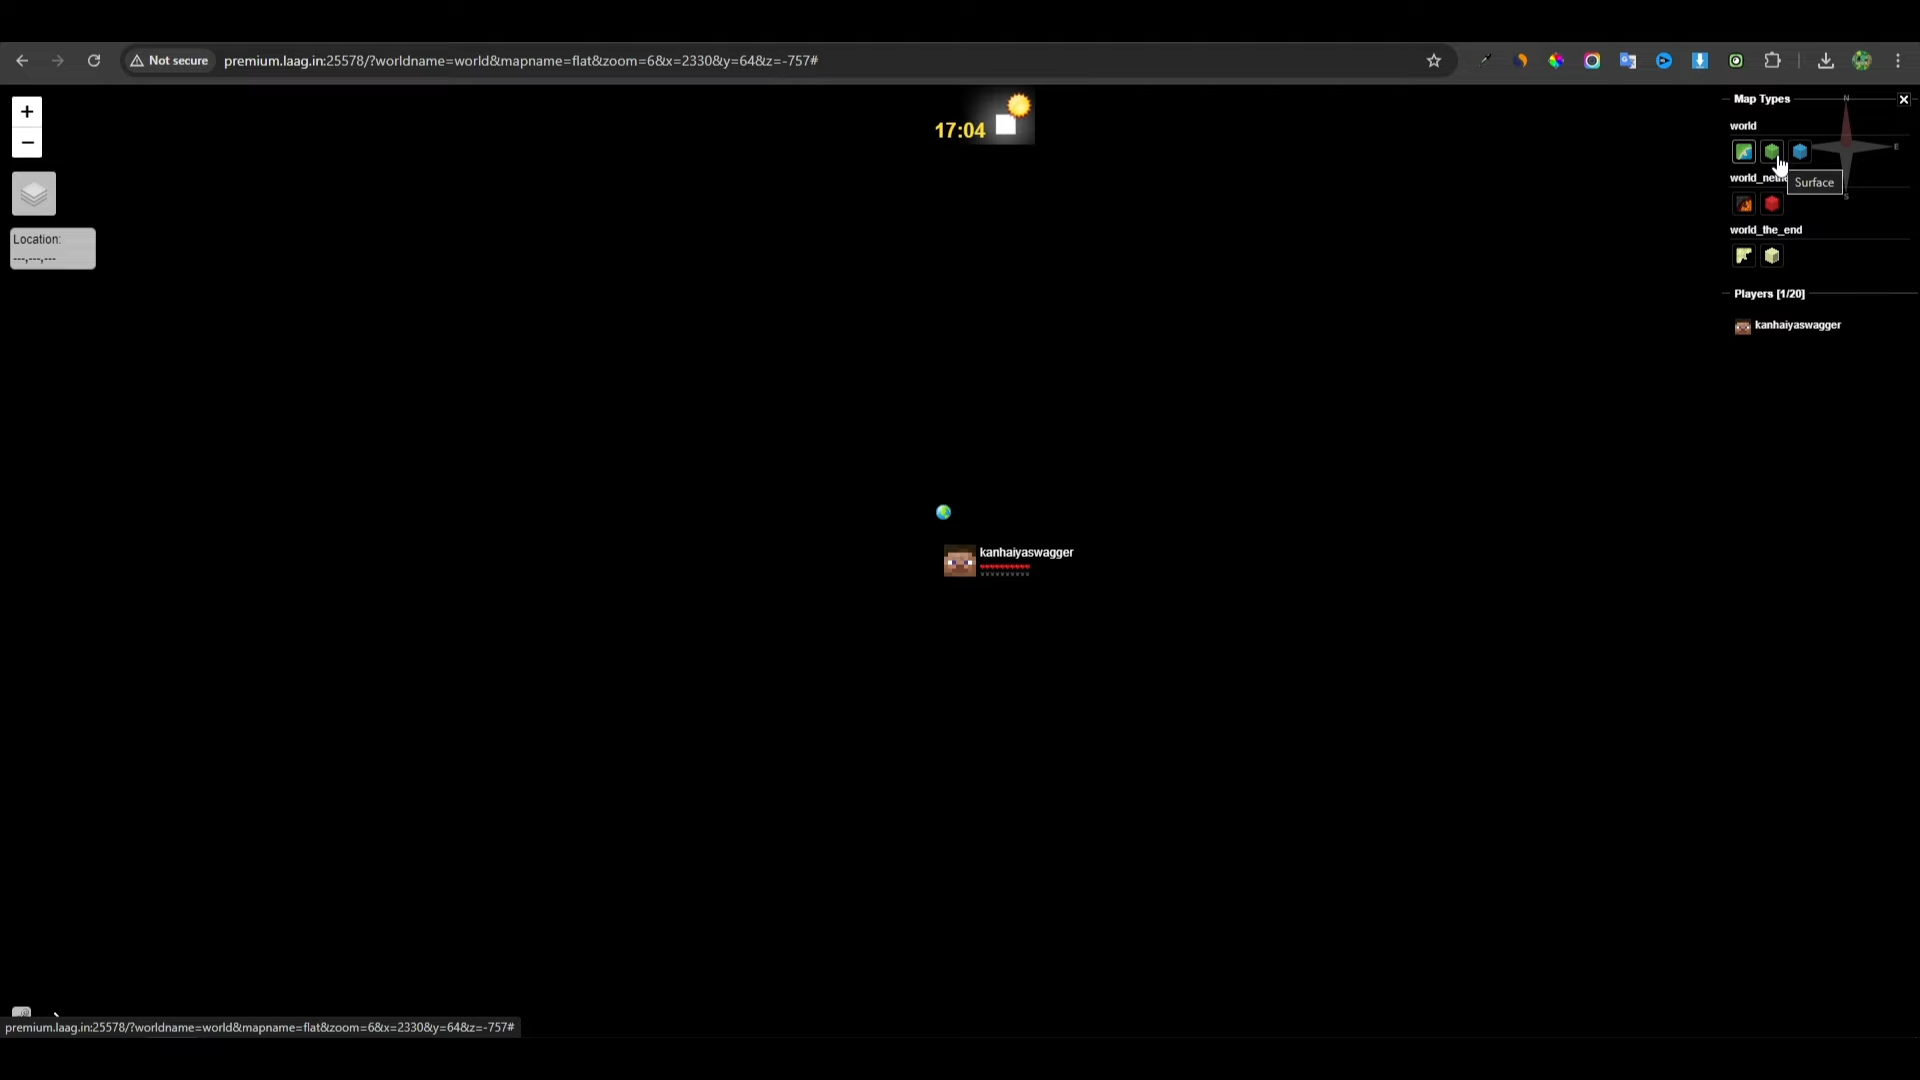 Not secure
premium.laag.in:25578/?worldname=world&mapname=flat&zoom=6&x=2330&y=64&z=-757#
+
−
17:04
Location:
---,---,---
Map Types
N
world
E
Surface
S
world_the_end
Players [1/20]
kanhaiyaswagger
kanhaiyaswagger
premium.laag.in:25578/?worldname=world&mapname=flat&zoom=6&x=2330&y=64&z=-757#